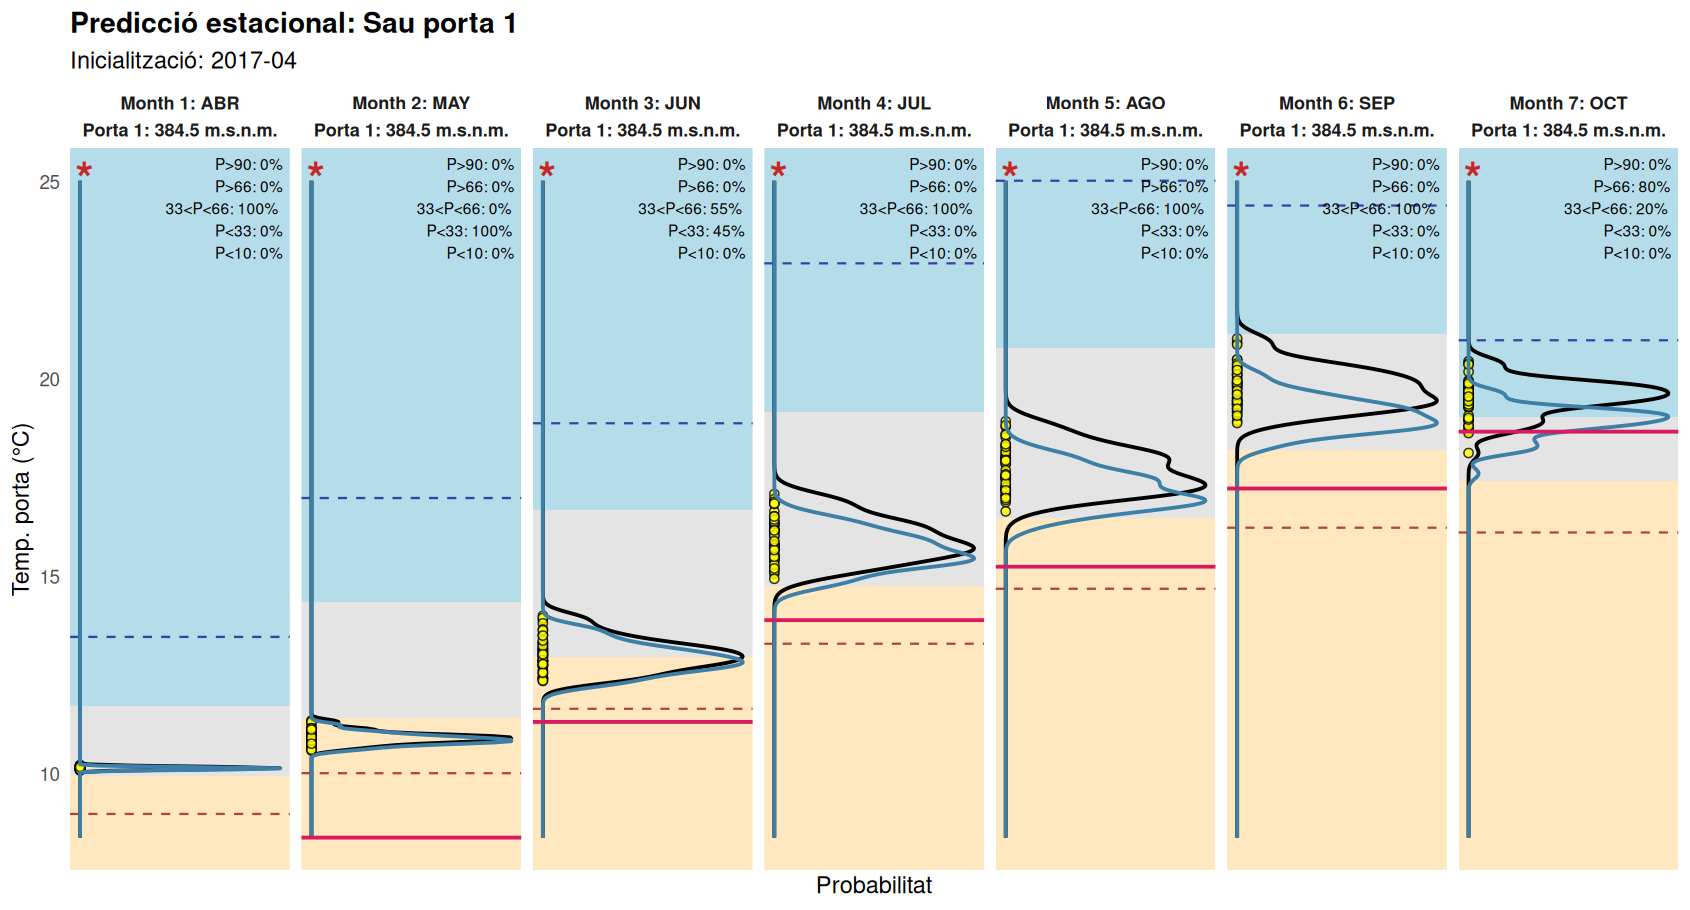 Predicció estacional: Sau porta 1
Inicialització: 2017-04
Month 1: ABR
Porta 1: 384.5 m.s.n.m.
Month 2: MAY
Porta 1: 384.5 m.s.n.m.
Month 3: JUN
Porta 1: 384.5 m.s.n.m.
Month 4: JUL
Porta 1: 384.5 m.s.n.m.
Month 5: AGO
Porta 1: 384.5 m.s.n.m.
Month 6: SEP
Porta 1: 384.5 m.s.n.m.
Month 7: OCT
Porta 1: 384.5 m.s.n.m.
*
P>90: 0%
P>66: 0%
33<P<66: 100%
P<33: 0%
P<10: 0%
*
P>90: 0%
P>66: 0%
33<P<66: 0%
P<33: 100%
P<10: 0%
*
P>90: 0%
P>66: 0%
33<P<66: 55%
P<33: 45%
P<10: 0%
*
P>90: 0%
P>66: 0%
33<P<66: 100%
P<33: 0%
P<10: 0%
*
P>90: 0%
P>66: 0%
33<P<66: 100%
P<33: 0%
P<10: 0%
*
P>90: 0%
P>66: 0%
33<P<66: 100%
P<33: 0%
P<10: 0%
*
P>90: 0%
P>66: 80%
33<P<66: 20%
P<33: 0%
P<10: 0%
25
20
15
10
Temp. porta (°C)
Probabilitat